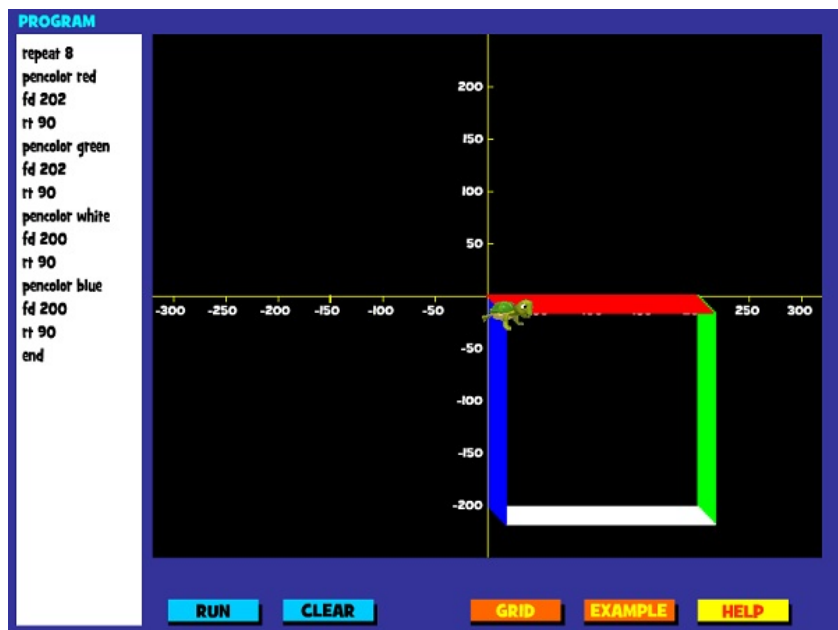 PROGRAM
repeat 8
pencolor red
fd 202
rt 90
pencolor green
fd 202
rt 90
pencolor white
fd 200
rt 90
pencolor blue
fd 200
rt 90
end
200
150
100
50
-300 -250 -200 -150 -100 -50 250 300
-50
-100
-150
-200
RUN CLEAR GRID EXAMPLE HELP